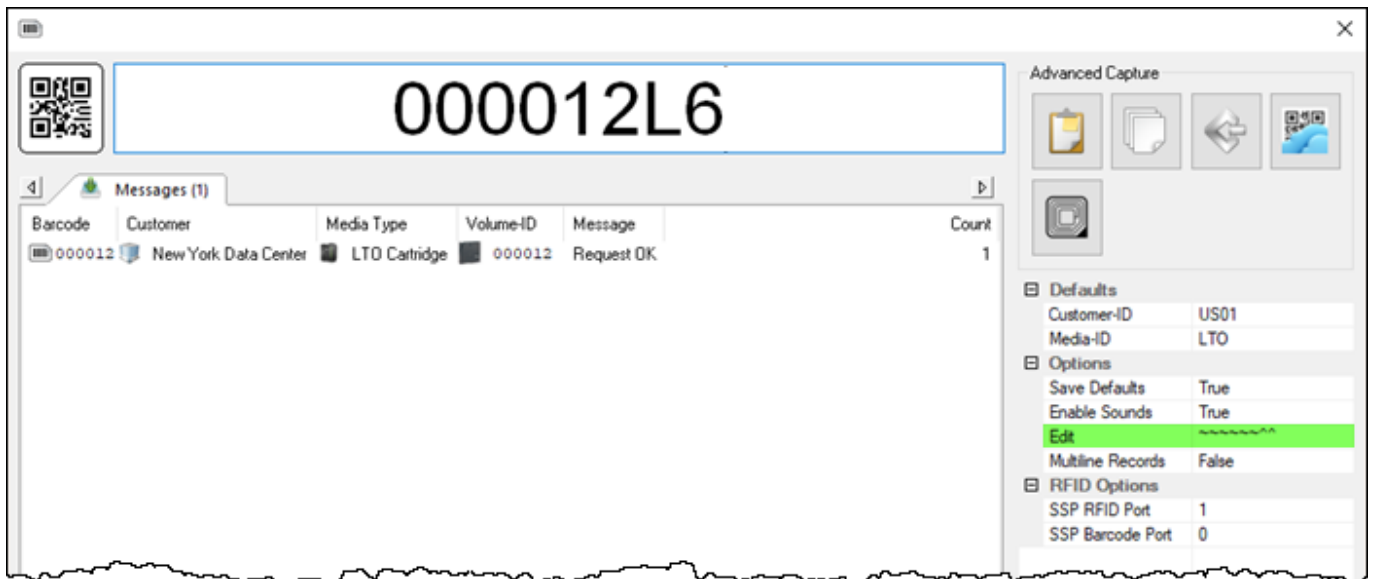 000012L6
Messages (1)
Barcode Customer Media Type Volume-ID Message Count
000012 New York Data Center LTO Cartridge 000012 Request OK 1
Advanced Capture
Defaults
Customer-ID US01
Media-ID LTO
Options
Save Defaults True
Enable Sounds True
Edit ~~~~~~^^
Multiline Records False
RFID Options
SSP RFID Port 1
SSP Barcode Port 0